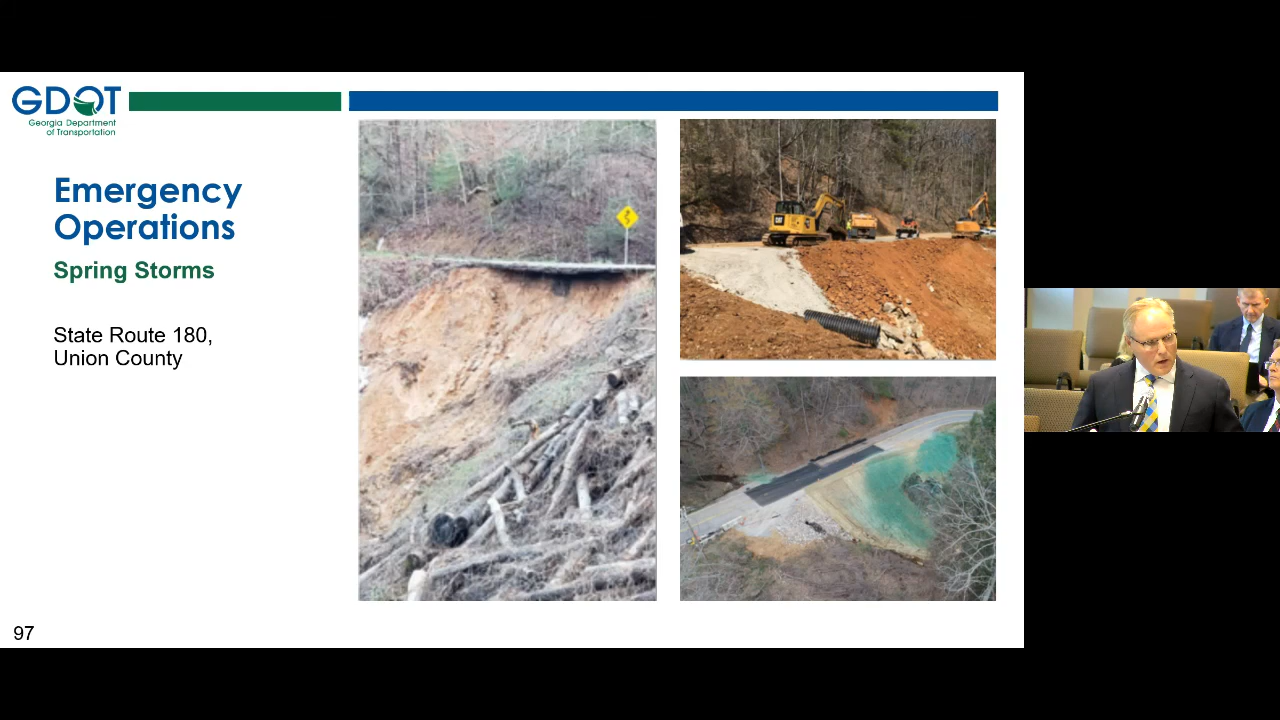 GDOT
Georgia Department
of Transportation
Emergency
Operations
Spring Storms
State Route 180,
Union County
97